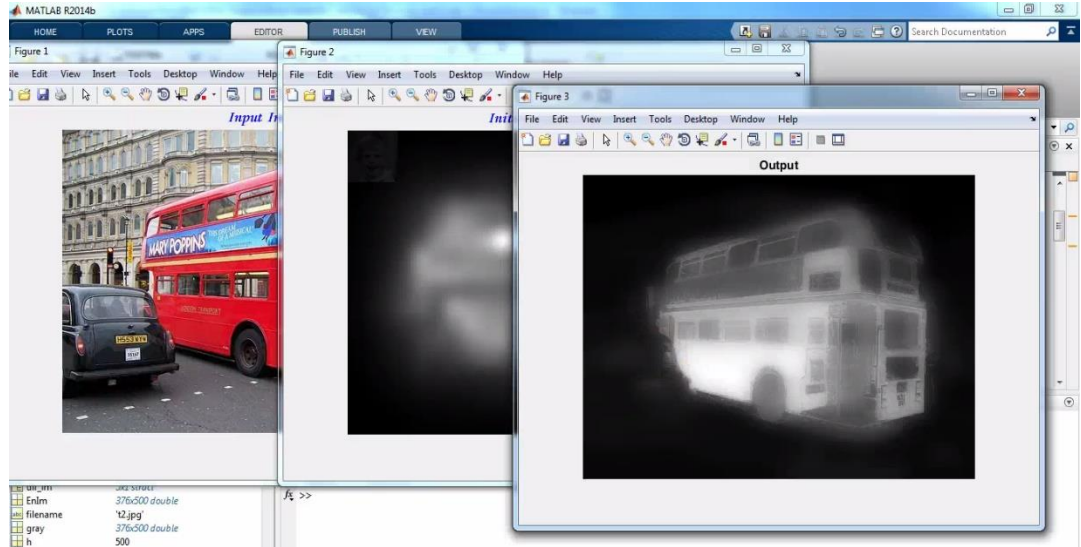 MATLAB R2014b
HOME PLOTS APPS EDITOR PUBLISH VIEW Search Documentation
Figure 1
File Edit View Insert Tools Desktop Window Help
Input
MARY POPPINS
Figure 2
File Edit View Insert Tools Desktop Window Help
Figure 3
File Edit View Insert Tools Desktop Window Help
Output
EnIm 376x500 double
filename 't2.jpg'
gray 376x500 double
h 500
fx >>